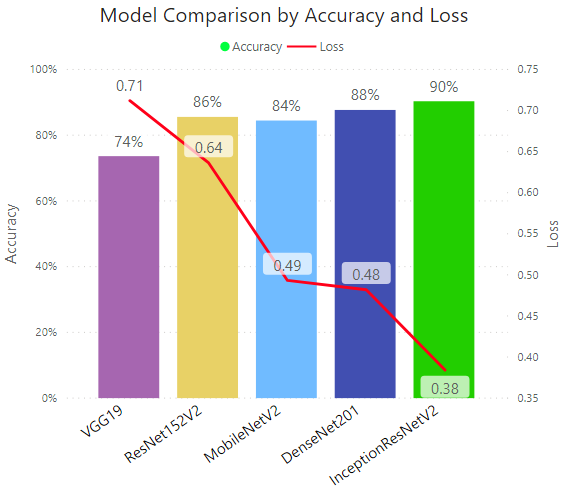 Model Comparison by Accuracy and Loss
Accuracy Loss
100% 0.75
0.71
90%
88%
86%
84%
0.70
80%
74%
0.64
0.65
60% 0.60
0.55
Accuracy
Loss
40%
0.49
0.48
0.50
20%
0.45
0.40
0.38
0% 0.35
VGG19
ResNet152V2
MobileNetV2
DenseNet201
InceptionResNetV2